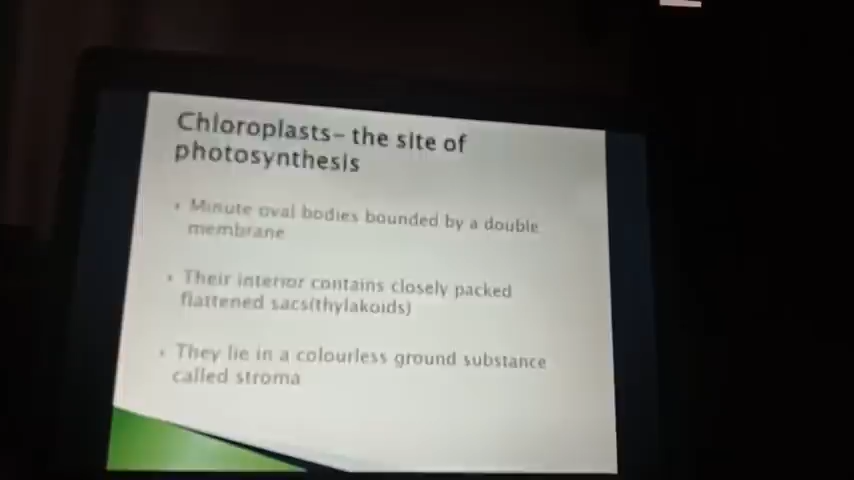 Chloroplasts- the site of
photosynthesis
Minute oval bodies bounded by a double
membrane
Their interior contains closely packed
flattened sacs(thylakoids)
They lie in a colourless ground substance
called stroma